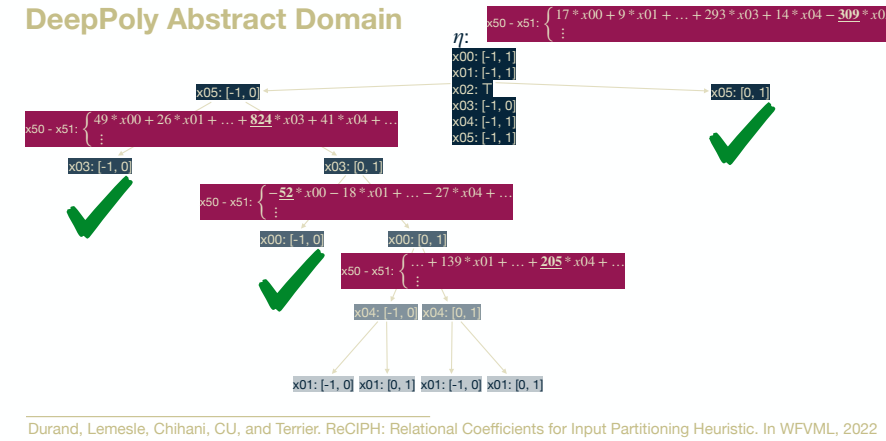 DeepPoly Abstract Domain
x50 - x51: { 17 * x00 + 9 * x01 + … + 293 * x03 + 14 * x04 − 309 * x0
⋮
η:
x00: [-1, 1]
x01: [-1, 1]
x02: ⊤
x03: [-1, 0]
x04: [-1, 1]
x05: [-1, 1]
x05: [-1, 0]
x05: [0, 1]
x50 - x51: { 49 * x00 + 26 * x01 + … + 824 * x03 + 41 * x04 + …
⋮
x03: [-1, 0]
x03: [0, 1]
x50 - x51: { −52 * x00 − 18 * x01 + … − 27 * x04 + …
⋮
x00: [-1, 0]
x00: [0, 1]
x50 - x51: { … + 139 * x01 + … + 205 * x04 + …
⋮
x04: [-1, 0]
x04: [0, 1]
x01: [-1, 0]
x01: [0, 1]
x01: [-1, 0]
x01: [0, 1]
Durand, Lemesle, Chihani, CU, and Terrier. ReCIPH: Relational Coefficients for Input Partitioning Heuristic. In WFVML, 2022